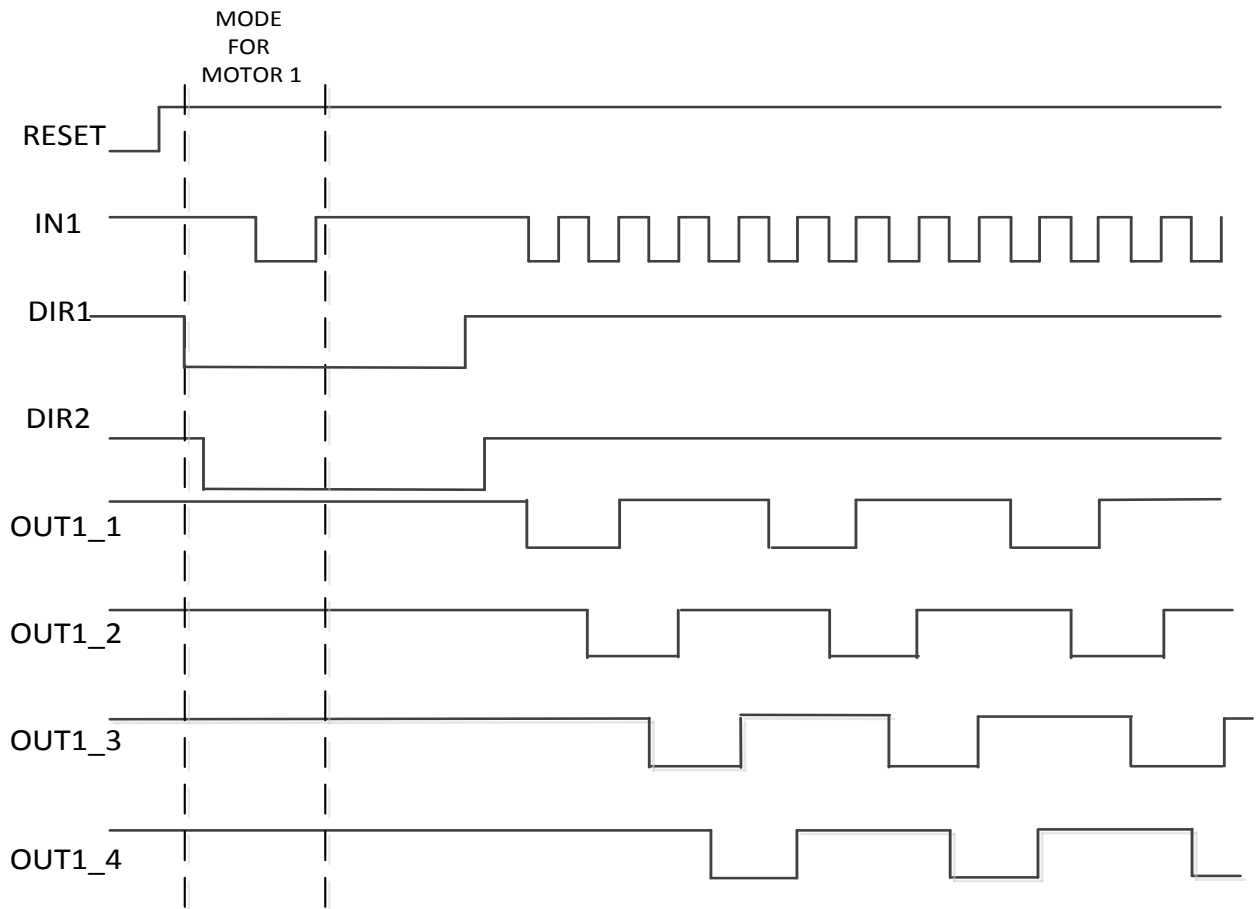 MODE
FOR
MOTOR 1
RESET
IN1
DIR1
DIR2
OUT1_1
OUT1_2
OUT1_3
OUT1_4